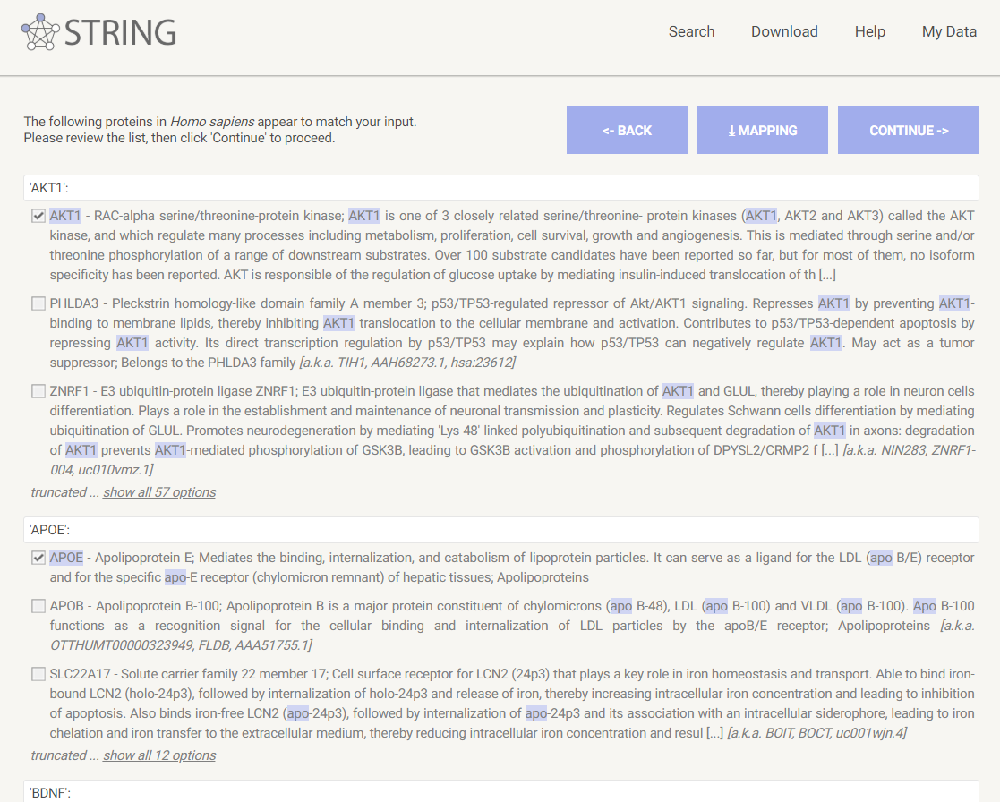 STRING
Search Download Help My Data
The following proteins in Homo sapiens appear to match your input.
Please review the list, then click 'Continue' to proceed.
<- BACK
⤓ MAPPING
CONTINUE ->
'AKT1':
AKT1 - RAC-alpha serine/threonine-protein kinase; AKT1 is one of 3 closely related serine/threonine- protein kinases (AKT1, AKT2 and AKT3) called the AKT
kinase, and which regulate many processes including metabolism, proliferation, cell survival, growth and angiogenesis. This is mediated through serine and/or
threonine phosphorylation of a range of downstream substrates. Over 100 substrate candidates have been reported so far, but for most of them, no isoform
specificity has been reported. AKT is responsible of the regulation of glucose uptake by mediating insulin-induced translocation of th [...]
PHLDA3 - Pleckstrin homology-like domain family A member 3; p53/TP53-regulated repressor of Akt/AKT1 signaling. Represses AKT1 by preventing AKT1-
binding to membrane lipids, thereby inhibiting AKT1 translocation to the cellular membrane and activation. Contributes to p53/TP53-dependent apoptosis by
repressing AKT1 activity. Its direct transcription regulation by p53/TP53 may explain how p53/TP53 can negatively regulate AKT1. May act as a tumor
suppressor; Belongs to the PHLDA3 family [a.k.a. TIH1, AAH68273.1, hsa:23612]
ZNRF1 - E3 ubiquitin-protein ligase ZNRF1; E3 ubiquitin-protein ligase that mediates the ubiquitination of AKT1 and GLUL, thereby playing a role in neuron cells
differentiation. Plays a role in the establishment and maintenance of neuronal transmission and plasticity. Regulates Schwann cells differentiation by mediating
ubiquitination of GLUL. Promotes neurodegeneration by mediating 'Lys-48'-linked polyubiquitination and subsequent degradation of AKT1 in axons: degradation
of AKT1 prevents AKT1-mediated phosphorylation of GSK3B, leading to GSK3B activation and phosphorylation of DPYSL2/CRMP2 f [...] [a.k.a. NIN283, ZNRF1-
004, uc010vmz.1]
truncated ... show all 57 options
'APOE':
APOE - Apolipoprotein E; Mediates the binding, internalization, and catabolism of lipoprotein particles. It can serve as a ligand for the LDL (apo B/E) receptor
and for the specific apo-E receptor (chylomicron remnant) of hepatic tissues; Apolipoproteins
APOB - Apolipoprotein B-100; Apolipoprotein B is a major protein constituent of chylomicrons (apo B-48), LDL (apo B-100) and VLDL (apo B-100). Apo B-100
functions as a recognition signal for the cellular binding and internalization of LDL particles by the apoB/E receptor; Apolipoproteins [a.k.a.
OTTHUMT00000323949, FLDB, AAA51755.1]
SLC22A17 - Solute carrier family 22 member 17; Cell surface receptor for LCN2 (24p3) that plays a key role in iron homeostasis and transport. Able to bind iron-
bound LCN2 (holo-24p3), followed by internalization of holo-24p3 and release of iron, thereby increasing intracellular iron concentration and leading to inhibition
of apoptosis. Also binds iron-free LCN2 (apo-24p3), followed by internalization of apo-24p3 and its association with an intracellular siderophore, leading to iron
chelation and iron transfer to the extracellular medium, thereby reducing intracellular iron concentration and resul [...] [a.k.a. BOIT, BOCT, uc001wjn.4]
truncated ... show all 12 options
'BDNF':